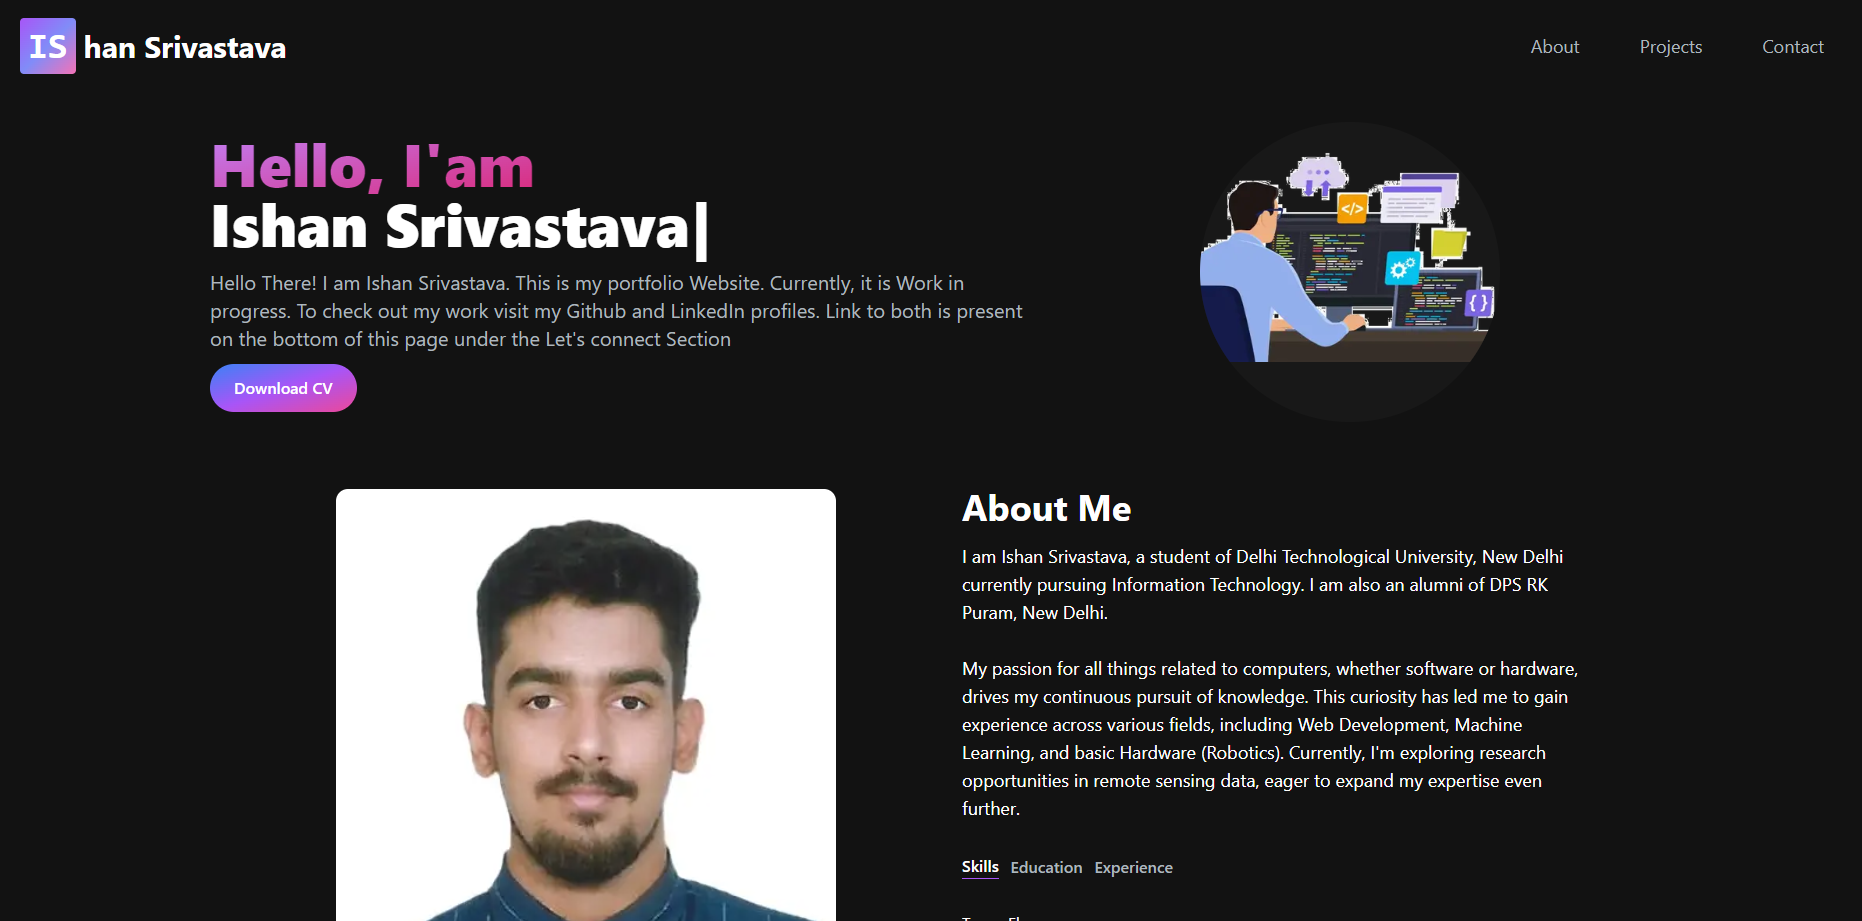 IS han Srivastava
About Projects Contact
Hello, I'am
Ishan Srivastava|
Hello There! I am Ishan Srivastava. This is my portfolio Website. Currently, it is Work in
progress. To check out my work visit my Github and LinkedIn profiles. Link to both is present
on the bottom of this page under the Let's connect Section
Download CV
</>
{ }
About Me
I am Ishan Srivastava, a student of Delhi Technological University, New Delhi
currently pursuing Information Technology. I am also an alumni of DPS RK
Puram, New Delhi.
My passion for all things related to computers, whether software or hardware,
drives my continuous pursuit of knowledge. This curiosity has led me to gain
experience across various fields, including Web Development, Machine
Learning, and basic Hardware (Robotics). Currently, I'm exploring research
opportunities in remote sensing data, eager to expand my expertise even
further.
Skills Education Experience